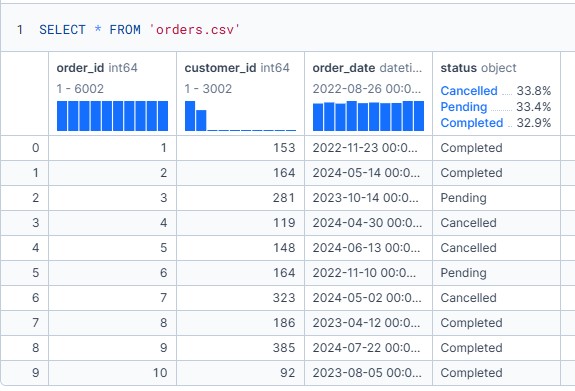 1 SELECT * FROM 'orders.csv'
order_id int64 customer_id int64 order_date dateti... status object
1 - 6002 1 - 3002 2022-08-26 00:0... Cancelled 33.8%
Pending 33.4%
Completed 32.9%
0 1 153 2022-11-23 00:0... Completed
1 2 164 2024-05-14 00:0... Completed
2 3 281 2023-10-14 00:0... Pending
3 4 119 2024-04-30 00:0... Cancelled
4 5 148 2024-06-13 00:0... Cancelled
5 6 164 2022-11-10 00:0... Pending
6 7 323 2024-05-02 00:0... Cancelled
7 8 186 2023-04-12 00:0... Completed
8 9 385 2024-07-22 00:0... Completed
9 10 92 2023-08-05 00:0... Completed